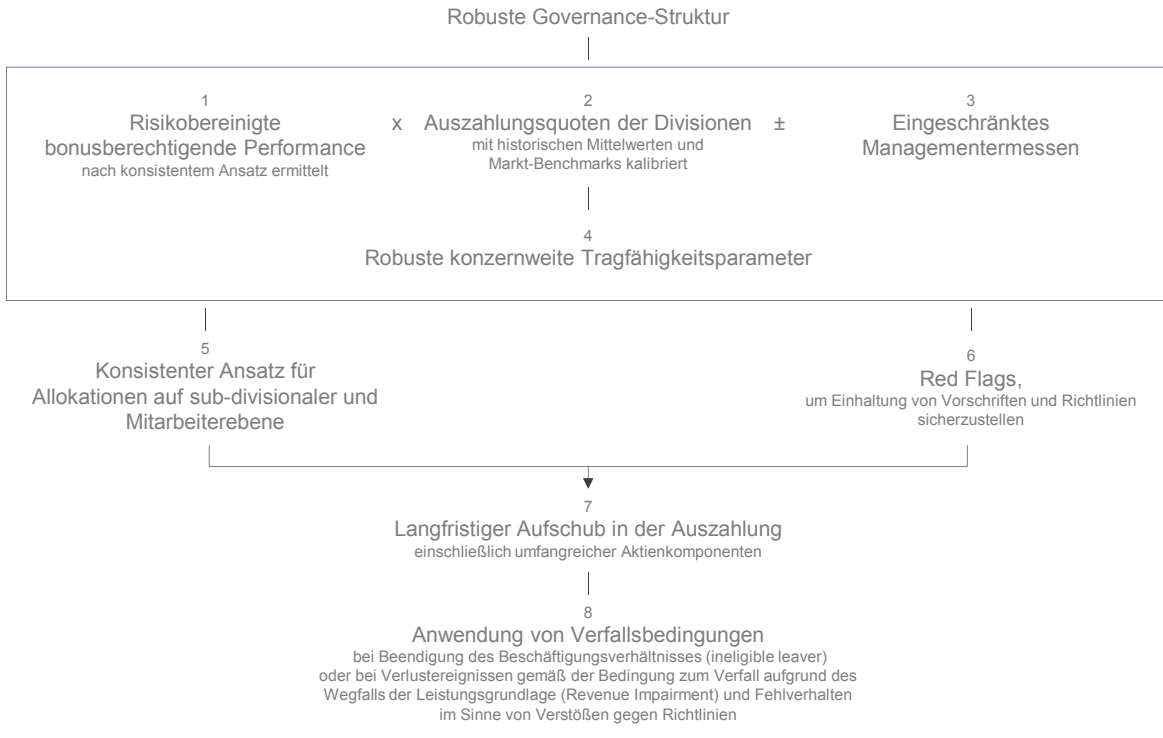 Robuste Governance-Struktur
1
Risikobereinigte
bonusberechtigende Performance
nach konsistentem Ansatz ermittelt
x
2
Auszahlungsquoten der Divisionen
mit historischen Mittelwerten und
Markt-Benchmarks kalibriert
±
3
Eingeschränktes
Managementermessen
4
Robuste konzernweite Tragfähigkeitsparameter
5
Konsistenter Ansatz für
Allokationen auf sub-divisionaler und
Mitarbeiterebene
6
Red Flags,
um Einhaltung von Vorschriften und Richtlinien
sicherzustellen
7
Langfristiger Aufschub in der Auszahlung
einschließlich umfangreicher Aktienkomponenten
8
Anwendung von Verfallsbedingungen
bei Beendigung des Beschäftigungsverhältnisses (ineligible leaver)
oder bei Verlustereignissen gemäß der Bedingung zum Verfall aufgrund des
Wegfalls der Leistungsgrundlage (Revenue Impairment) und Fehlverhalten
im Sinne von Verstößen gegen Richtlinien